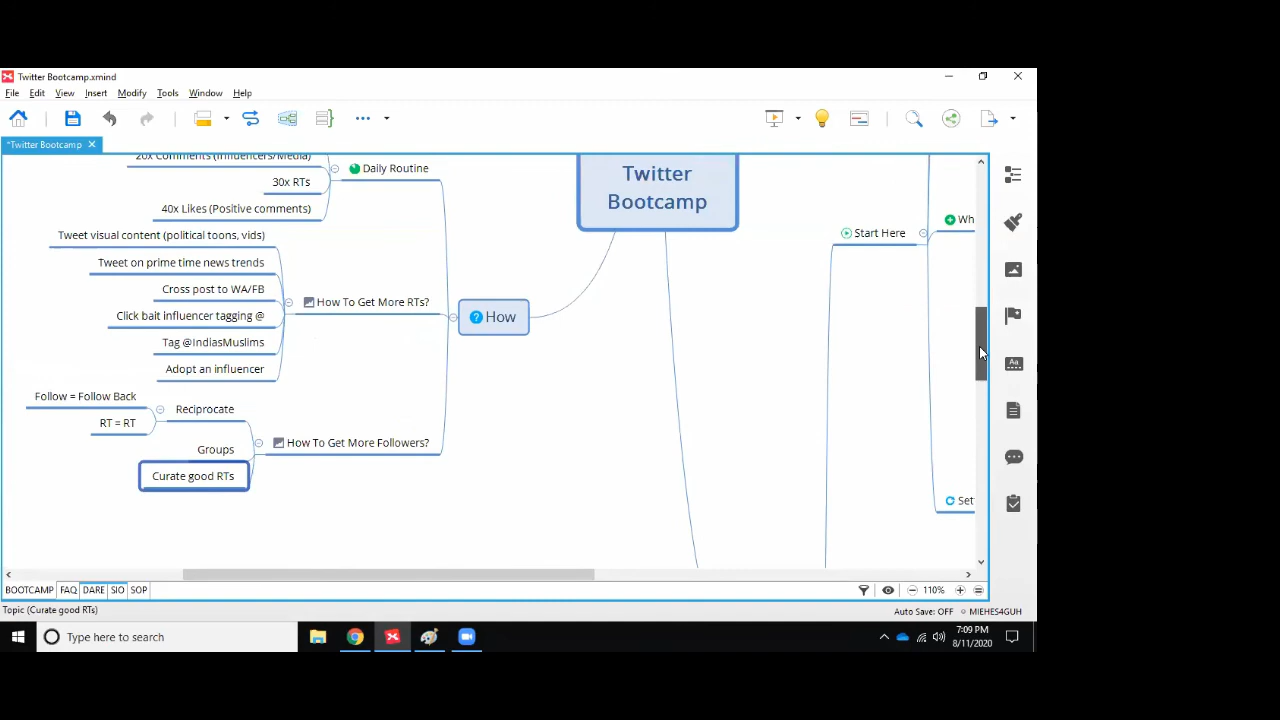 Twitter Bootcamp.xmind
File Edit View Insert Modify Tools Window Help
*Twitter Bootcamp
20x Comments (Influencers/Media)
30x RTs
40x Likes (Positive comments)
Daily Routine
Tweet visual content (political toons, vids)
Tweet on prime time news trends
Cross post to WA/FB
Click bait influencer tagging @
Tag @IndiasMuslims
Adopt an influencer
How To Get More RTs?
Follow = Follow Back
RT = RT
Reciprocate
Groups
Curate good RTs
How To Get More Followers?
How
Twitter
Bootcamp
Start Here
Wh
Set
BOOTCAMP FAQ DARE SIO SOP
110%
Topic (Curate good RTs)
Auto Save: OFF MIEHES4GUH
Type here to search
7:09 PM
8/11/2020